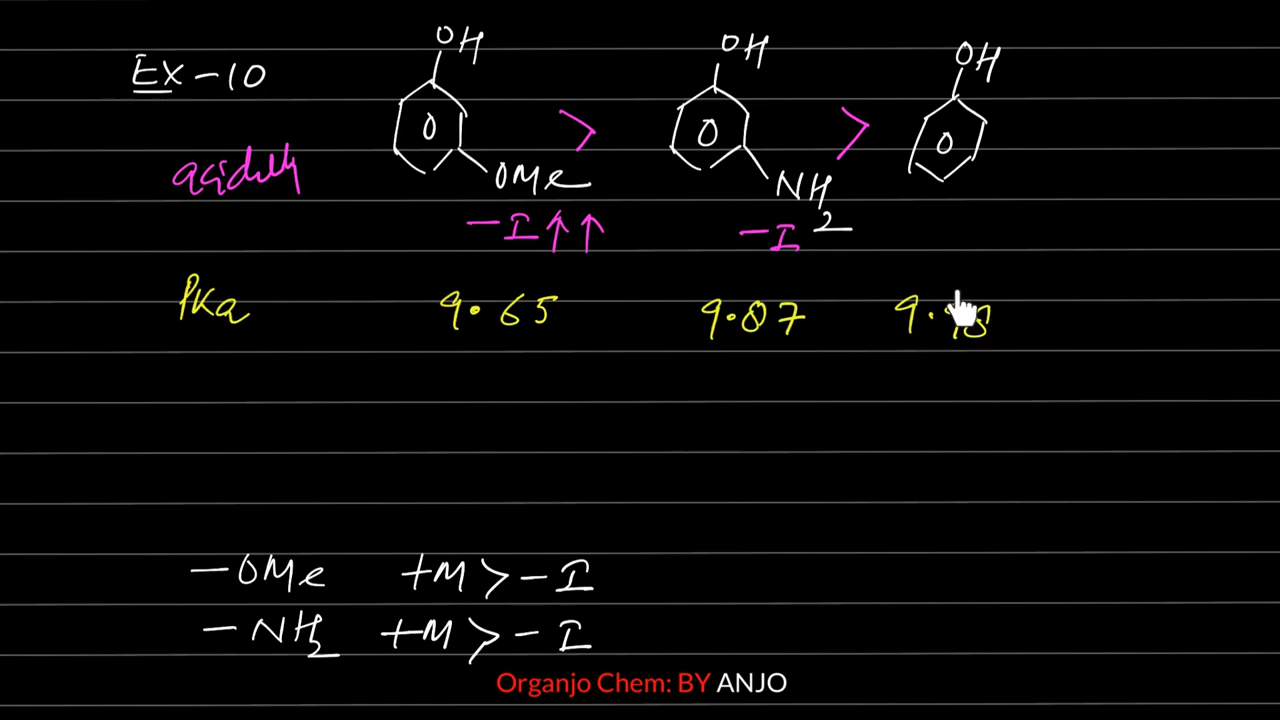 EX-10
OH
OH
OH
O
>
O
>
O
acidity
OMe
NH2
-I↑↑
-I
PKa
9.65
9.87
-OMe +M>-I
-NH2 +M>-I
Organjo Chem: BY ANJO